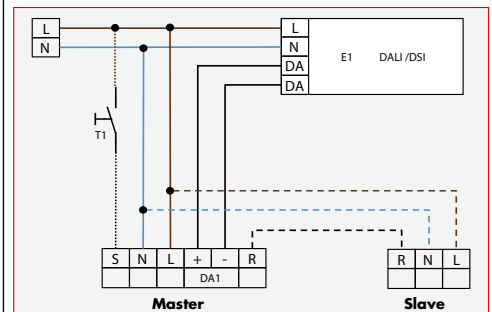 L
N
L
N
DA
DA
E1 DALI/DSI
T1
S N L + - R
DA1
Master
R N L
Slave